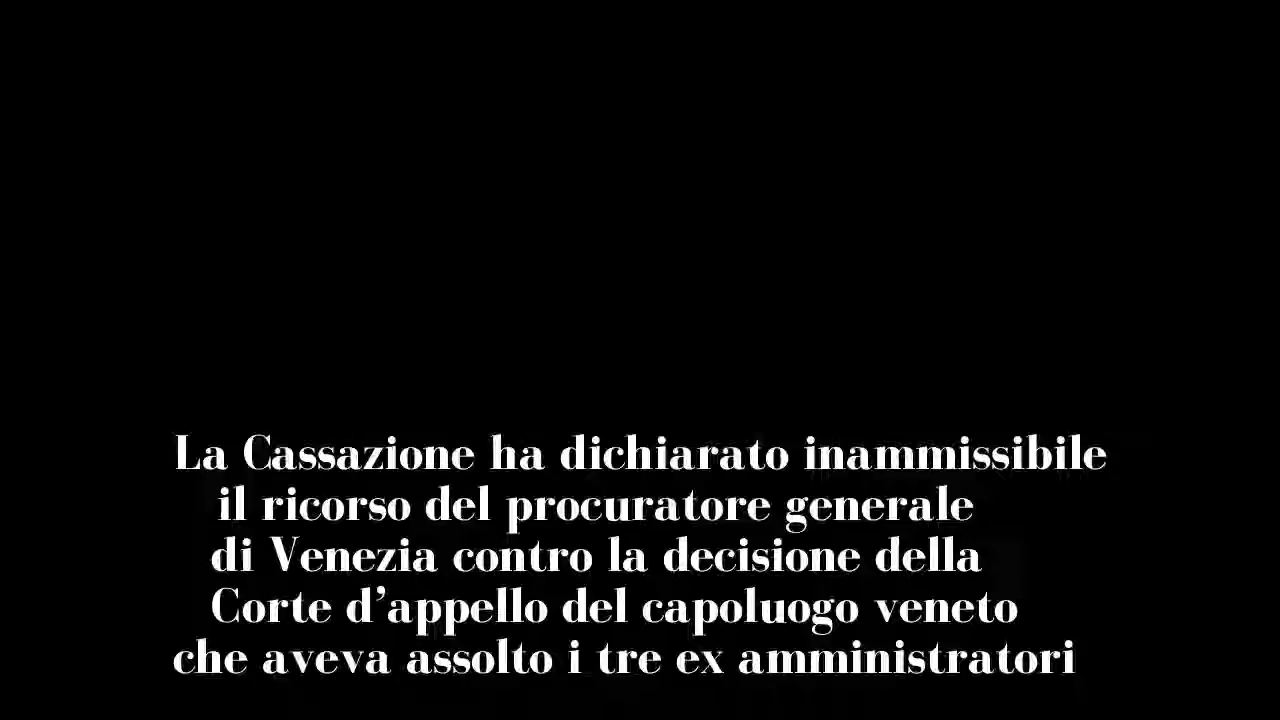 La Cassazione ha dichiarato inammissibile
il ricorso del procuratore generale
di Venezia contro la decisione della
Corte d’appello del capoluogo veneto
che aveva assolto i tre ex amministratori